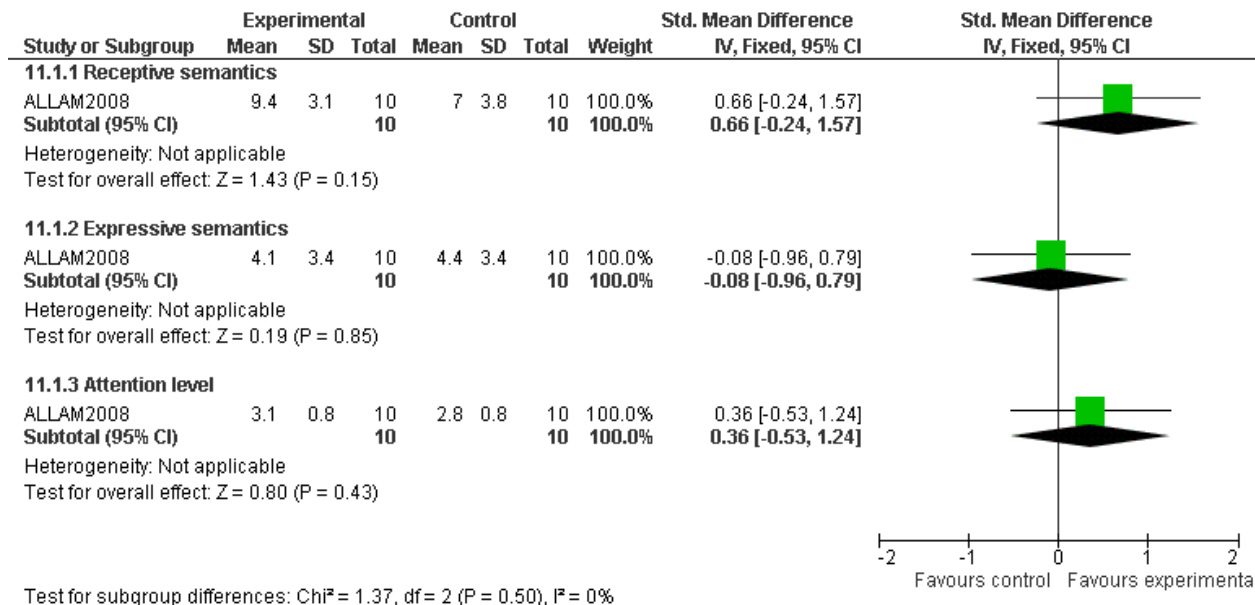 Experimental Control Std. Mean Difference Std. Mean Difference
Study or Subgroup Mean SD Total Mean SD Total Weight IV, Fixed, 95% CI IV, Fixed, 95% CI
11.1.1 Receptive semantics
ALLAM2008 9.4 3.1 10 7 3.8 10 100.0% 0.66 [-0.24, 1.57]
Subtotal (95% CI) 10 10 100.0% 0.66 [-0.24, 1.57]
Heterogeneity: Not applicable
Test for overall effect: Z = 1.43 (P = 0.15)
11.1.2 Expressive semantics
ALLAM2008 4.1 3.4 10 4.4 3.4 10 100.0% -0.08 [-0.96, 0.79]
Subtotal (95% CI) 10 10 100.0% -0.08 [-0.96, 0.79]
Heterogeneity: Not applicable
Test for overall effect: Z = 0.19 (P = 0.85)
11.1.3 Attention level
ALLAM2008 3.1 0.8 10 2.8 0.8 10 100.0% 0.36 [-0.53, 1.24]
Subtotal (95% CI) 10 10 100.0% 0.36 [-0.53, 1.24]
Heterogeneity: Not applicable
Test for overall effect: Z = 0.80 (P = 0.43)
-2 -1 0 1 2
Favours control Favours experimenta
Test for subgroup differences: Chi² = 1.37, df = 2 (P = 0.50), I² = 0%